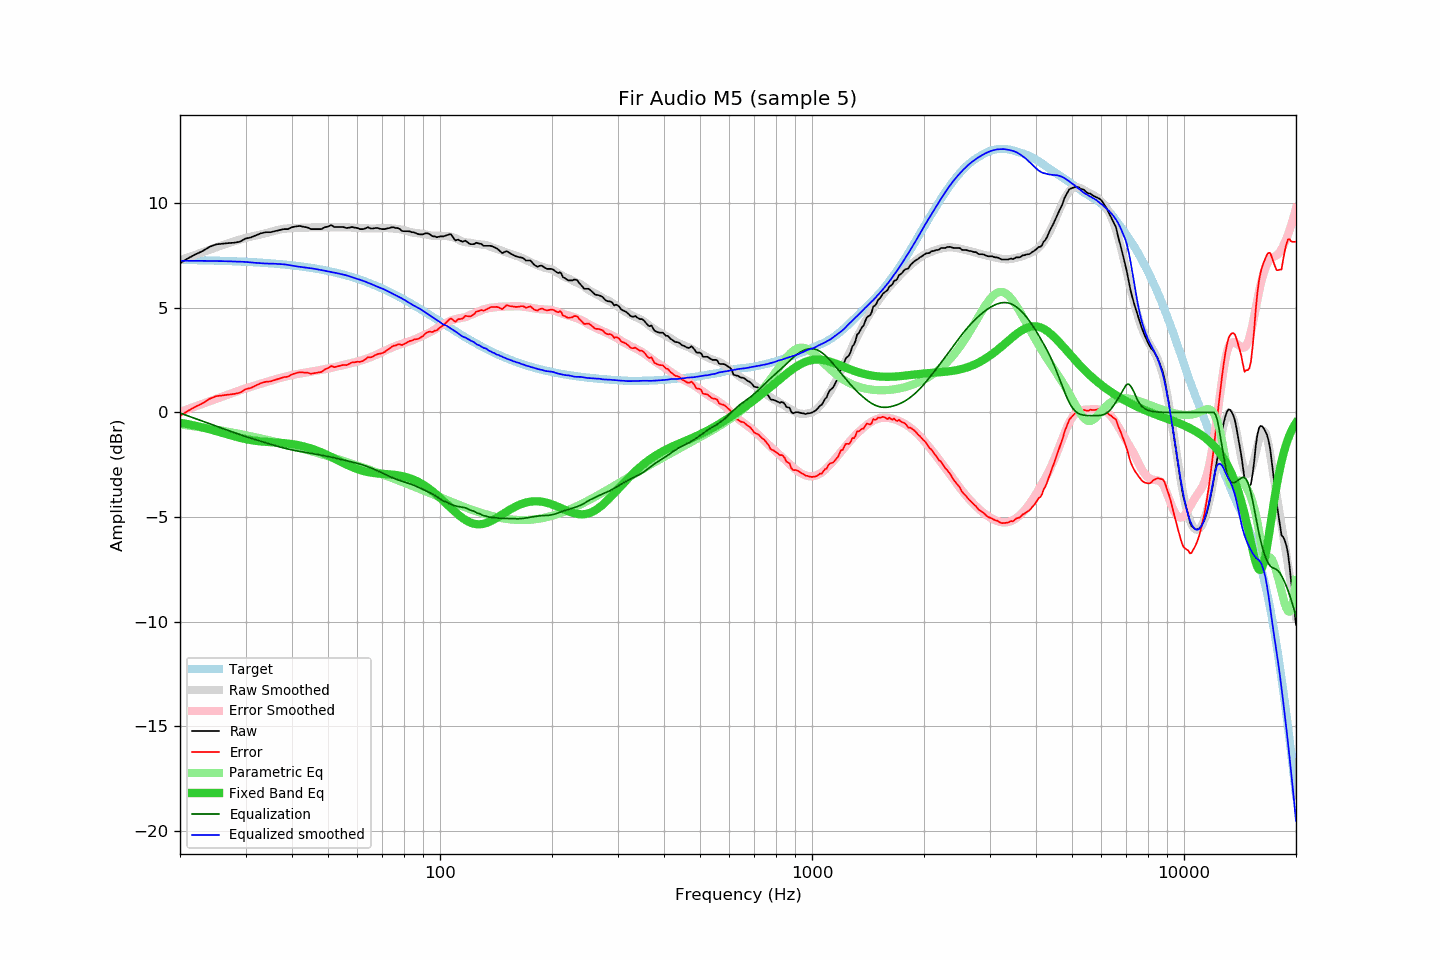 Fir Audio M5 (sample 5)
Amplitude (dBr)
10
5
0
−5
−10
−15
−20
Target
Raw Smoothed
Error Smoothed
Raw
Error
Parametric Eq
Fixed Band Eq
Equalization
Equalized smoothed
100
1000
10000
Frequency (Hz)